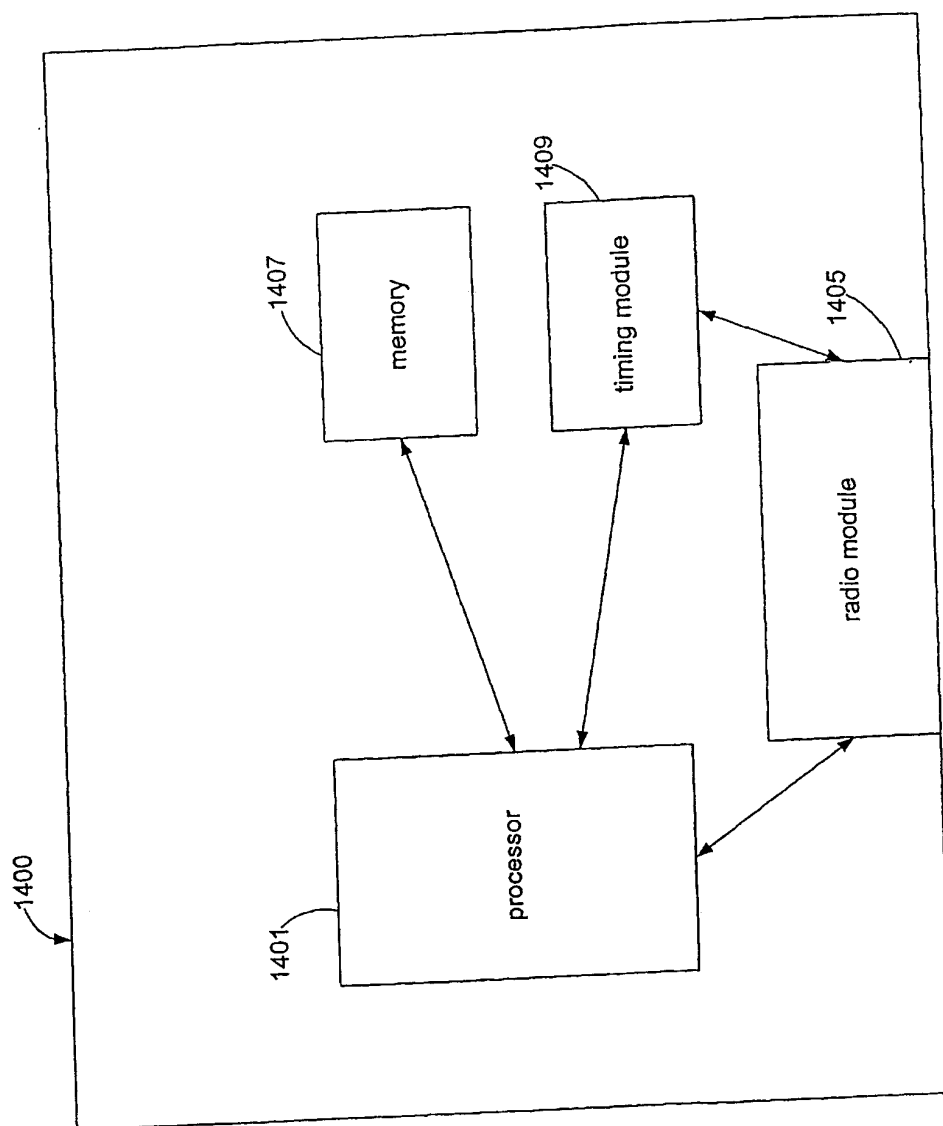 1400
1401
processor
1407
memory
1409
timing module
1405
radio module